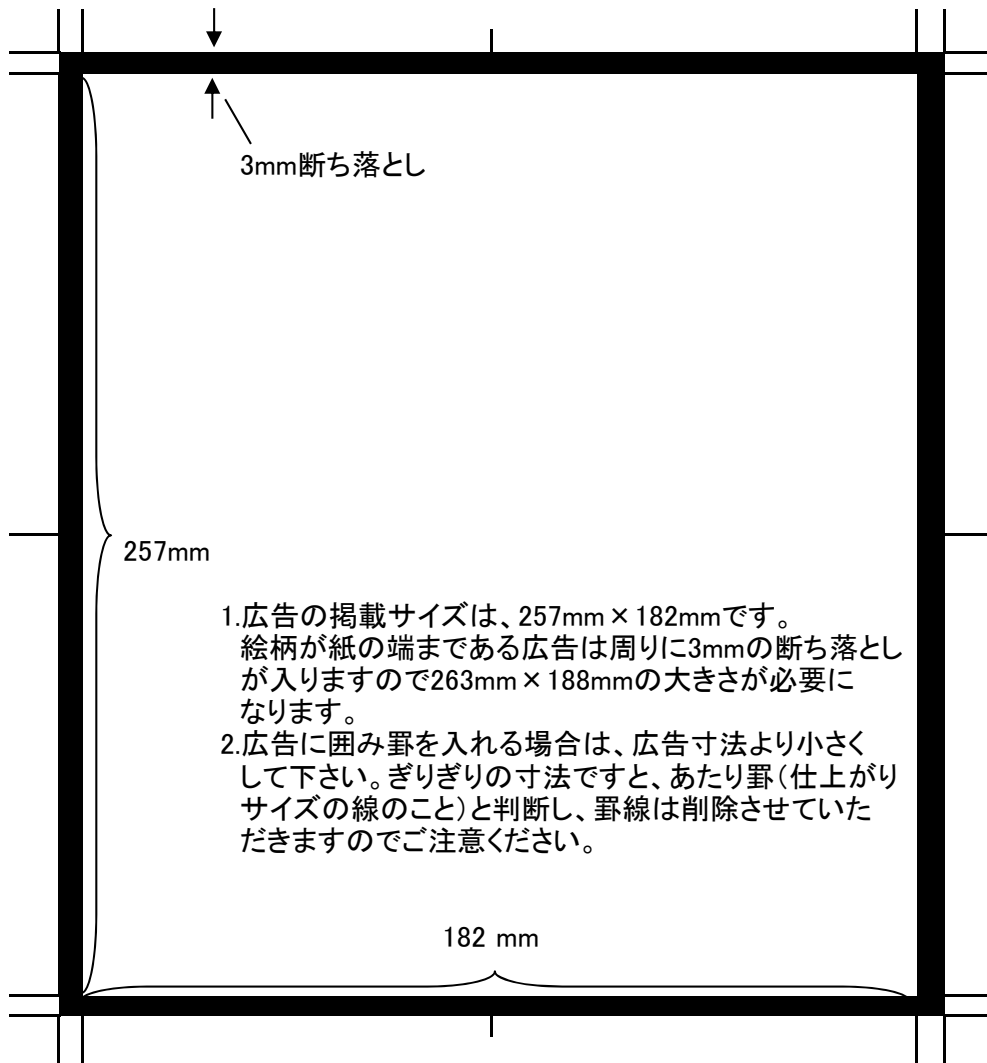 3mm断ち落とし
257mm
1.広告の掲載サイズは、257mm×182mmです。
絵柄が紙の端まである広告は周りに3mmの断ち落とし
が入りますので263mm×188mmの大きさが必要に
なります。
2.広告に囲み罫を入れる場合は、広告寸法より小さく
して下さい。ぎりぎりの寸法ですと、あたり罫(仕上がり
サイズの線のこと)と判断し、罫線は削除させていた
だきますのでご注意ください。
182 mm